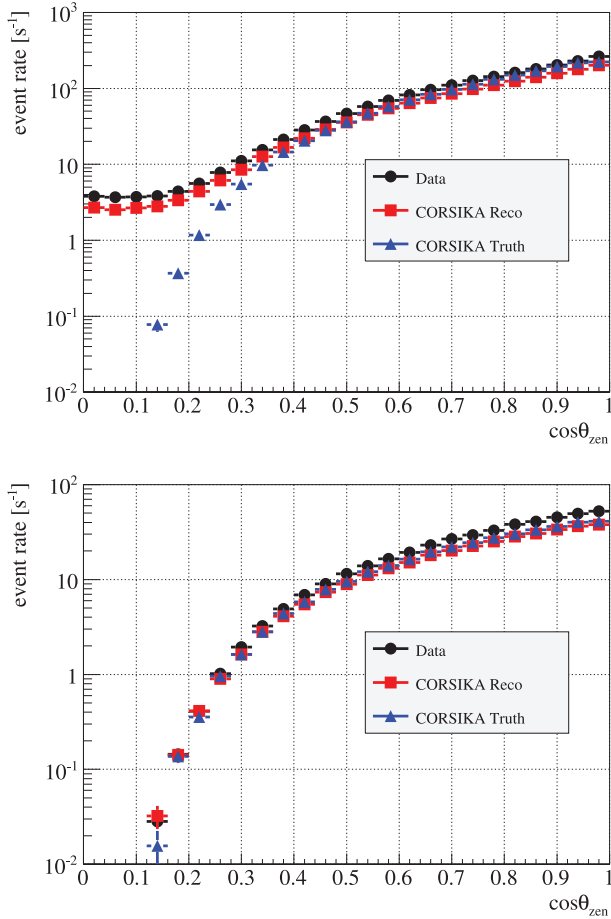 event rate [s⁻¹]
10³
10²
10
1
10⁻¹
10⁻²
Data
CORSIKA Reco
CORSIKA Truth
0 0.1 0.2 0.3 0.4 0.5 0.6 0.7 0.8 0.9 1
cosθzen
event rate [s⁻¹]
10²
10
1
10⁻¹
10⁻²
Data
CORSIKA Reco
CORSIKA Truth
0 0.1 0.2 0.3 0.4 0.5 0.6 0.7 0.8 0.9 1
cosθzen